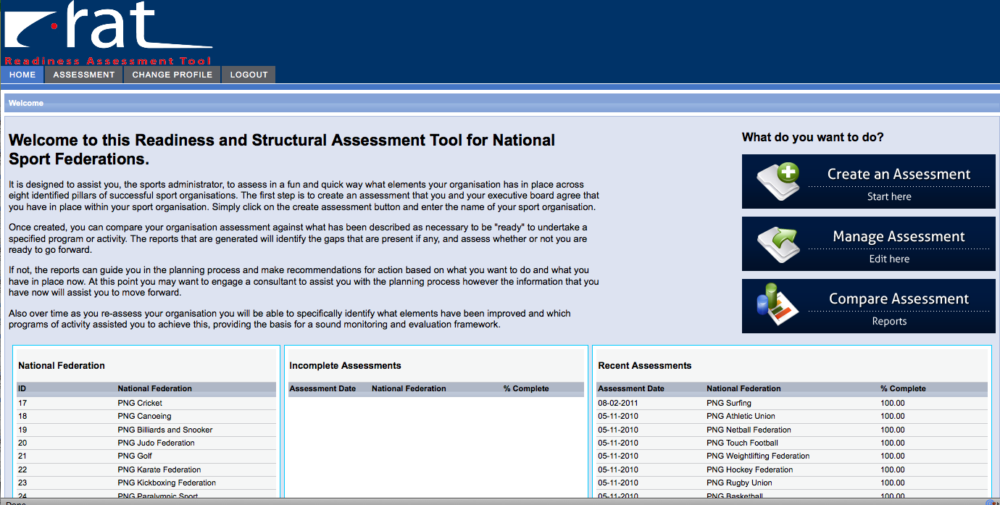 rat
Readiness Assessment Tool
HOME ASSESSMENT CHANGE PROFILE LOGOUT
Welcome
Welcome to this Readiness and Structural Assessment Tool for National
Sport Federations.
It is designed to assist you, the sports administrator, to assess in a fun and quick way what elements your organisation has in place across
eight identified pillars of successful sport organisations. The first step is to create an assessment that you and your executive board agree that
you have in place within your sport organisation. Simply click on the create assessment button and enter the name of your sport organisation.
Once created, you can compare your organisation assessment against what has been described as necessary to be "ready" to undertake a
specified program or activity. The reports that are generated will identify the gaps that are present if any, and assess whether or not you are
ready to go forward.
If not, the reports can guide you in the planning process and make recommendations for action based on what you want to do and what you
have in place now. At this point you may want to engage a consultant to assist you with the planning process however the information that you
have now will assist you to move forward.
Also over time as you re-assess your organisation you will be able to specifically identify what elements have been improved and which
programs of activity assisted you to achieve this, providing the basis for a sound monitoring and evaluation framework.
What do you want to do?
Create an Assessment
Start here
Manage Assessment
Edit here
Compare Assessment
Reports
National Federation
ID National Federation
17 PNG Cricket
18 PNG Canoeing
19 PNG Billiards and Snooker
20 PNG Judo Federation
21 PNG Golf
22 PNG Karate Federation
23 PNG Kickboxing Federation
24 PNG Paralympic Sport
Incomplete Assessments
Assessment Date National Federation % Complete
Recent Assessments
Assessment Date National Federation % Complete
08-02-2011 PNG Surfing 100.00
05-11-2010 PNG Athletic Union 100.00
05-11-2010 PNG Netball Federation 100.00
05-11-2010 PNG Touch Football 100.00
05-11-2010 PNG Weightlifting Federation 100.00
05-11-2010 PNG Hockey Federation 100.00
05-11-2010 PNG Rugby Union 100.00
05-11-2010 PNG Basketball 100.00
Done